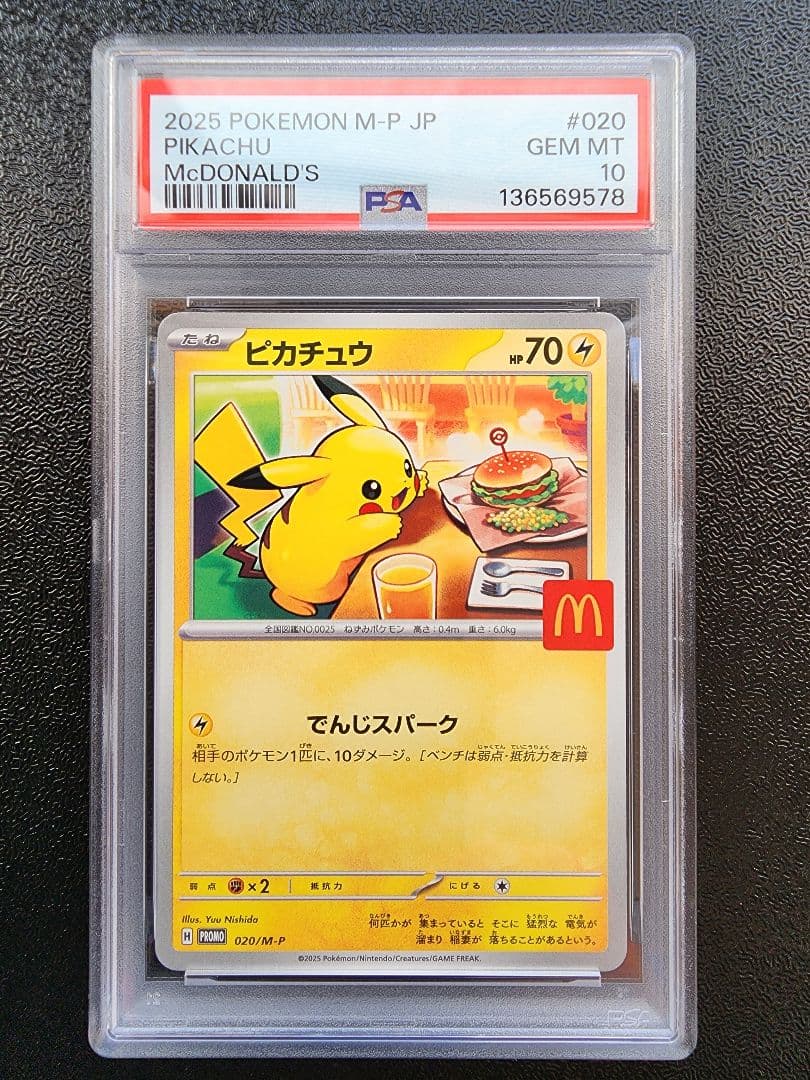 2025 POKEMON M-P JP #020
PIKACHU GEM MT
McDONALD'S 10
PSA 136569578
たね ピカチュウ HP 70
全国図鑑NO.0025 ねずみポケモン 高さ:0.4m 重さ:6.0kg
M
でんじスパーク
相手のポケモン1匹に、10ダメージ。[ベンチは弱点・抵抗力を計算
しない。]
弱点 ×2 抵抗力 にげる
Illus. Yuu Nishida
何匹かが 集まっていると そこに 猛烈な 電気が
溜まり 稲妻が 落ちることがあるという。
H PROMO 020/M-P
©2025 Pokémon/Nintendo/Creatures/GAME FREAK.
PSA